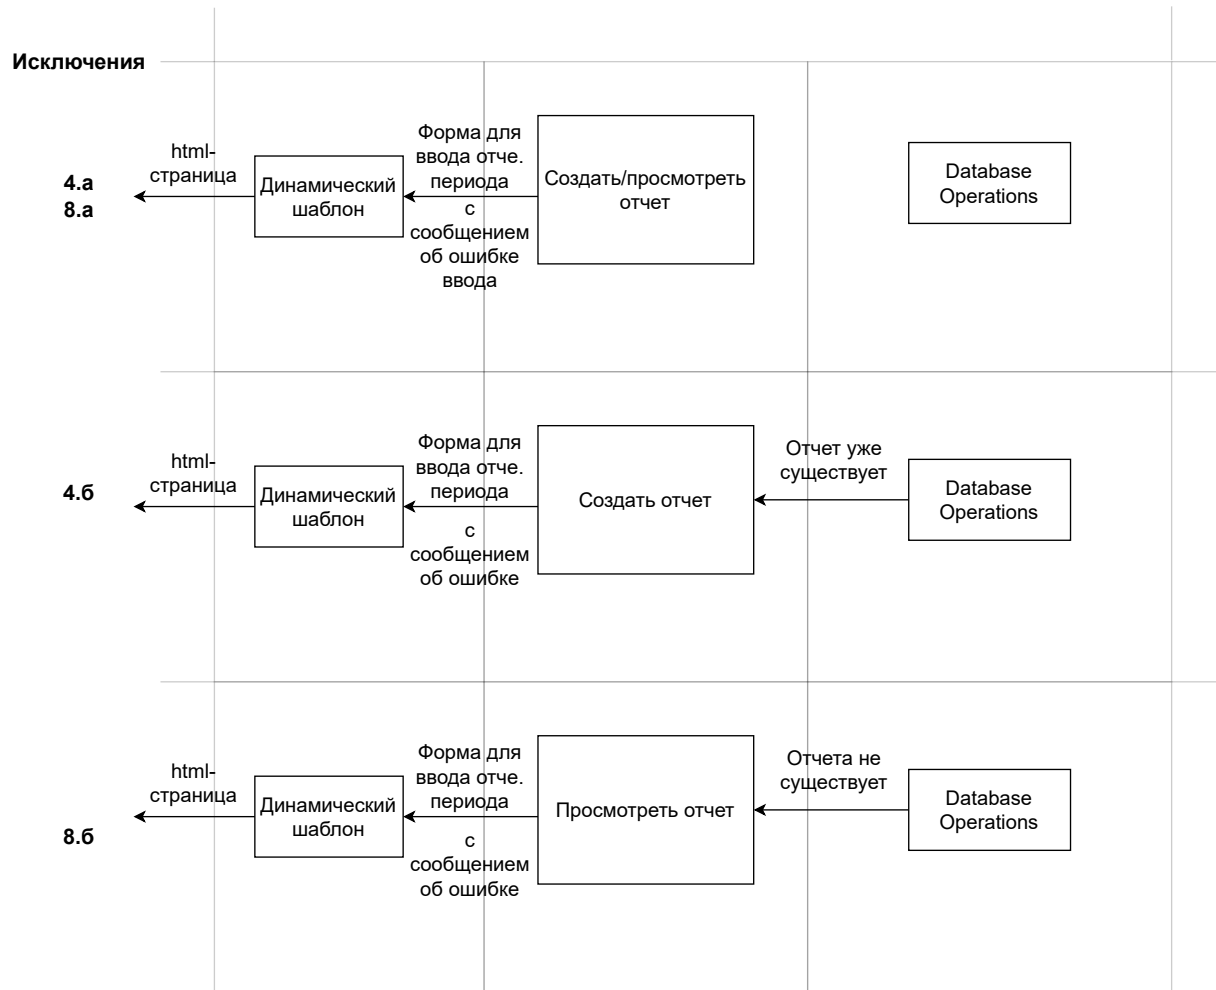 Исключения
4.а
8.а
html-
страница
Динамический
шаблон
Форма для
ввода отче.
периода
с
сообщением
об ошибке
ввода
Создать/просмотреть
отчет
Database
Operations
4.б
html-
страница
Динамический
шаблон
Форма для
ввода отче.
периода
с
сообщением
об ошибке
Создать отчет
Отчет уже
существует
Database
Operations
8.б
html-
страница
Динамический
шаблон
Форма для
ввода отче.
периода
с
сообщением
об ошибке
Просмотреть отчет
Отчета не
существует
Database
Operations